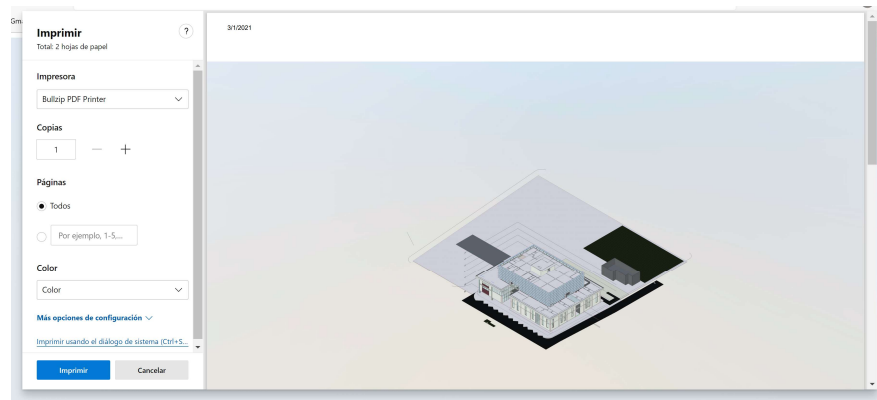 Gm
Imprimir
?
Total: 2 hojas de papel
3/1/2021
Impresora
Bullzip PDF Printer
Copias
1
Páginas
Todos
Por ejemplo, 1-5,...
Color
Color
Más opciones de configuración
Imprimir usando el diálogo de sistema (Ctrl+S...
Imprimir
Cancelar